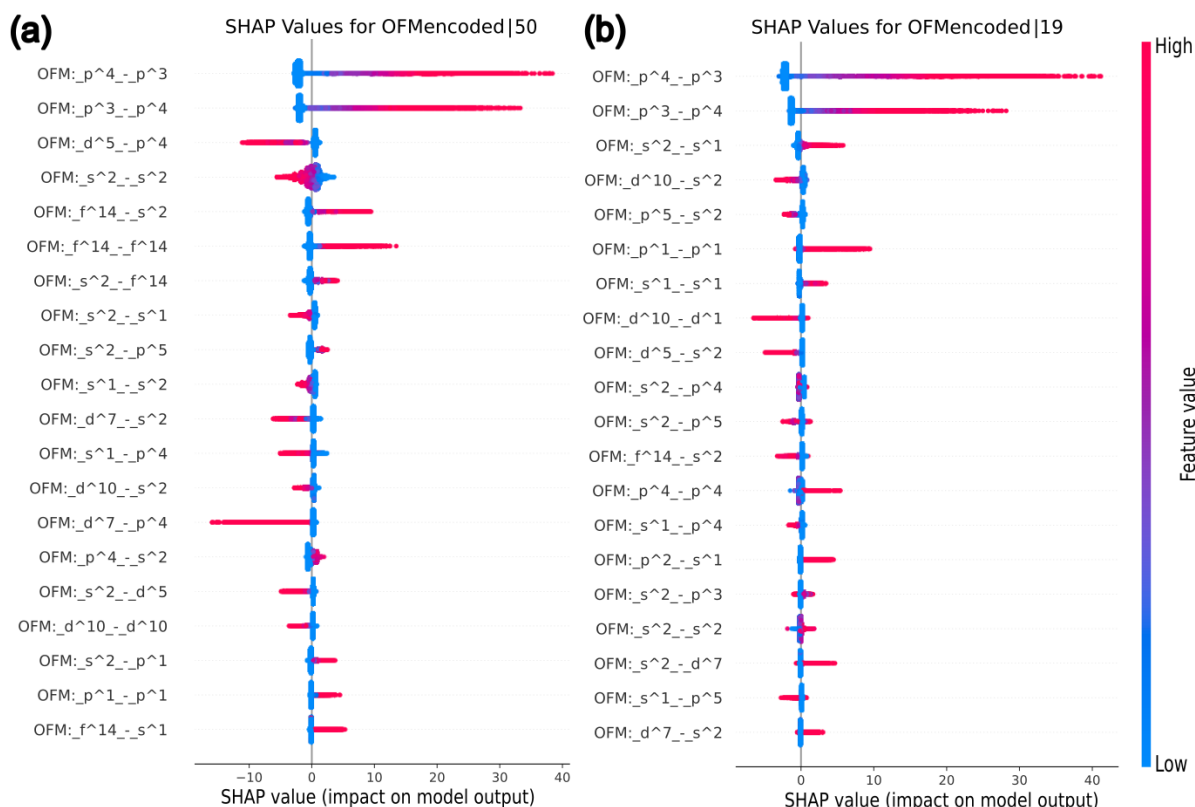 (a)
SHAP Values for OFMencoded|50
OFM:_p^4_-_p^3
OFM:_p^3_-_p^4
OFM:_d^5_-_p^4
OFM:_s^2_-_s^2
OFM:_f^14_-_s^2
OFM:_f^14_-_f^14
OFM:_s^2_-_f^14
OFM:_s^2_-_s^1
OFM:_s^2_-_p^5
OFM:_s^1_-_s^2
OFM:_d^7_-_s^2
OFM:_s^1_-_p^4
OFM:_d^10_-_s^2
OFM:_d^7_-_p^4
OFM:_p^4_-_s^2
OFM:_s^2_-_d^5
OFM:_d^10_-_d^10
OFM:_s^2_-_p^1
OFM:_p^1_-_p^1
OFM:_f^14_-_s^1
−10 0 10 20 30 40
SHAP value (impact on model output)
(b)
SHAP Values for OFMencoded|19
OFM:_p^4_-_p^3
OFM:_p^3_-_p^4
OFM:_s^2_-_s^1
OFM:_d^10_-_s^2
OFM:_p^5_-_s^2
OFM:_p^1_-_p^1
OFM:_s^1_-_s^1
OFM:_d^10_-_d^1
OFM:_d^5_-_s^2
OFM:_s^2_-_p^4
OFM:_s^2_-_p^5
OFM:_f^14_-_s^2
OFM:_p^4_-_p^4
OFM:_s^1_-_p^4
OFM:_p^2_-_s^1
OFM:_s^2_-_p^3
OFM:_s^2_-_s^2
OFM:_s^2_-_d^7
OFM:_s^1_-_p^5
OFM:_d^7_-_s^2
0 10 20 30 40
SHAP value (impact on model output)
High
Feature value
Low